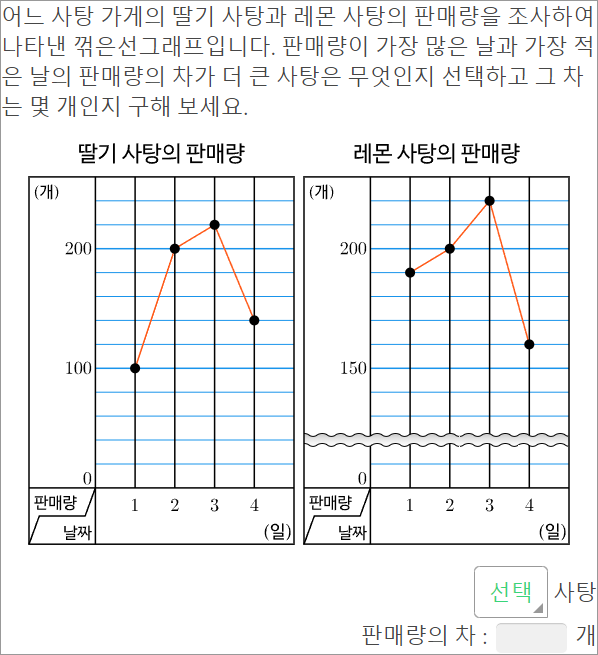 어느 사탕 가게의 딸기 사탕과 레몬 사탕의 판매량을 조사하여
나타낸 꺾은선그래프입니다. 판매량이 가장 많은 날과 가장 적
은 날의 판매량의 차가 더 큰 사탕은 무엇인지 선택하고 그 차
는 몇 개인지 구해 보세요.
딸기 사탕의 판매량
(개)
200
100
0
판매량
날짜
1 2 3 4
(일)
레몬 사탕의 판매량
(개)
200
150
0
판매량
날짜
1 2 3 4
(일)
선택 사탕
판매량의 차 : 개